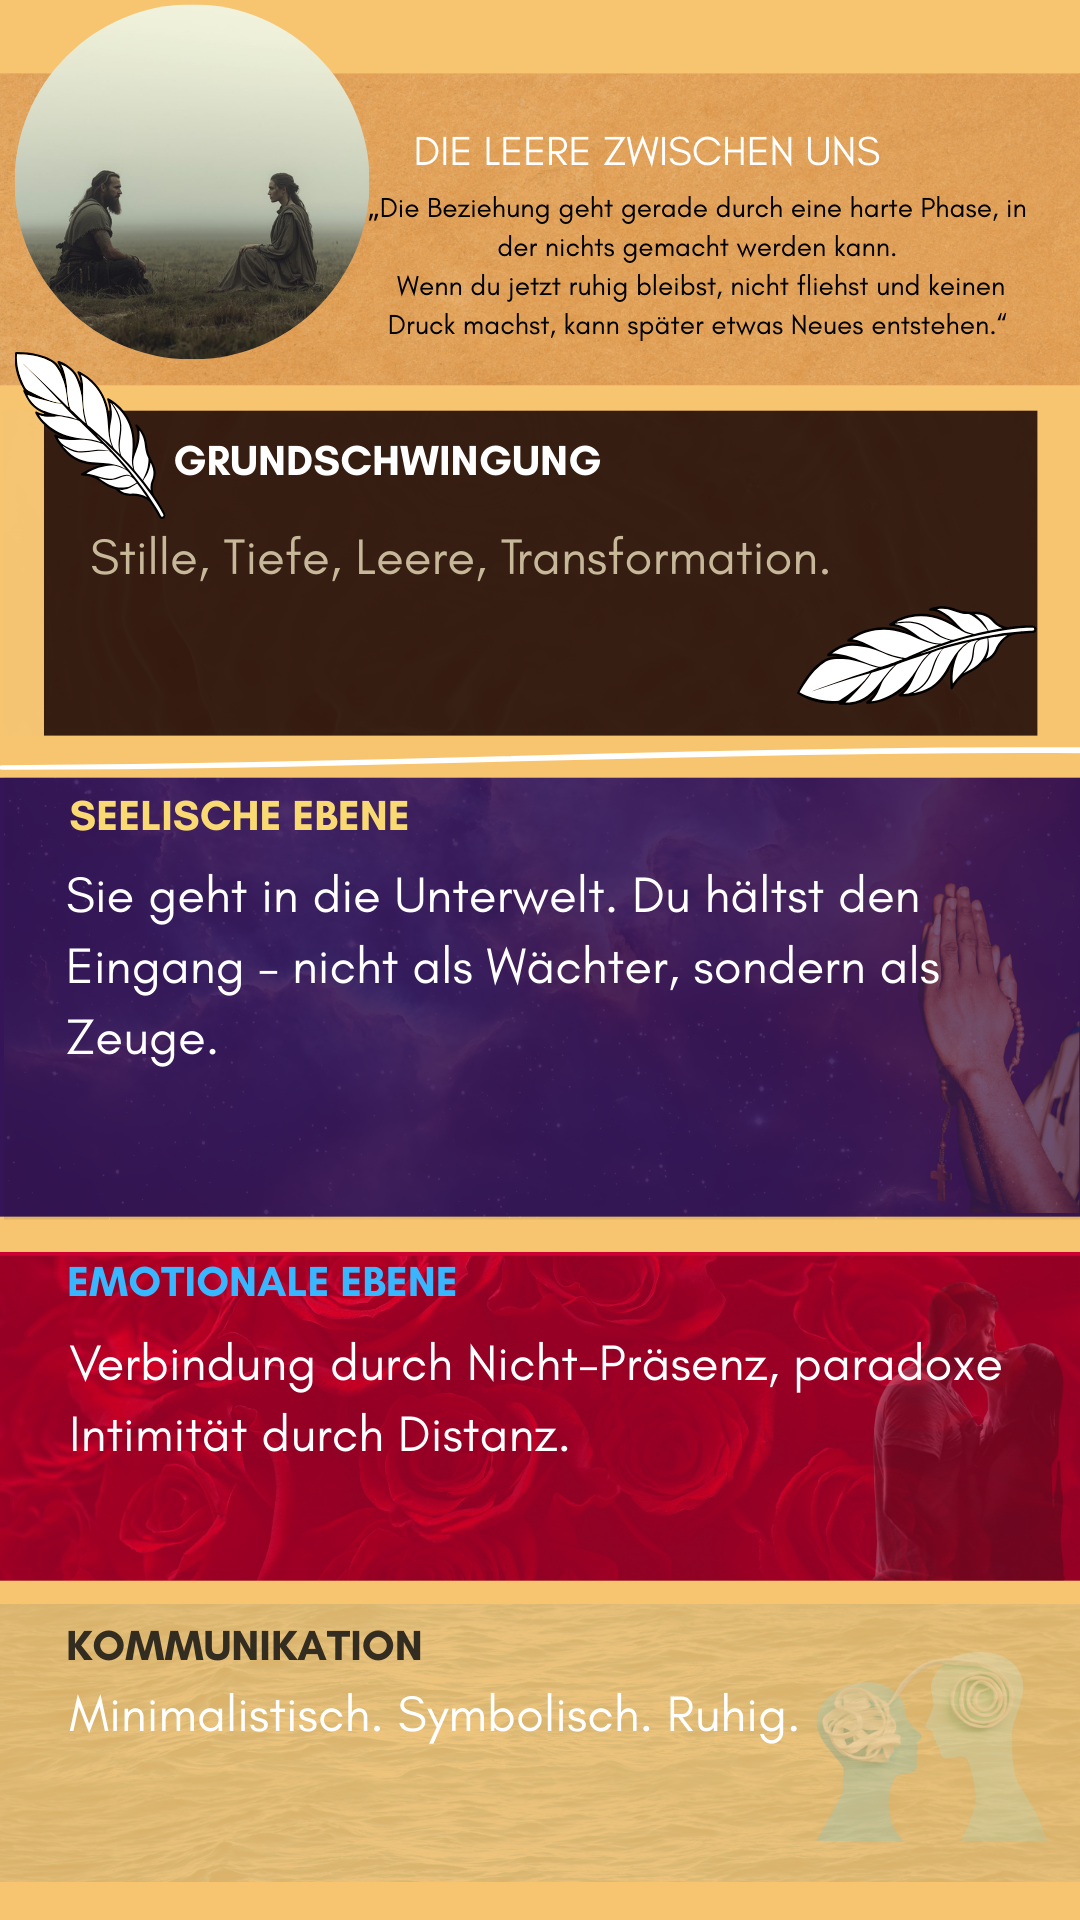 DIE LEERE ZWISCHEN UNS
„Die Beziehung geht gerade durch eine harte Phase, in
der nichts gemacht werden kann.
Wenn du jetzt ruhig bleibst, nicht fliehst und keinen
Druck machst, kann später etwas Neues entstehen.“
GRUNDSCHWINGUNG
Stille, Tiefe, Leere, Transformation.
SEELISCHE EBENE
Sie geht in die Unterwelt. Du hältst den
Eingang – nicht als Wächter, sondern als
Zeuge.
EMOTIONALE EBENE
Verbindung durch Nicht-Präsenz, paradoxe
Intimität durch Distanz.
KOMMUNIKATION
Minimalistisch. Symbolisch. Ruhig.